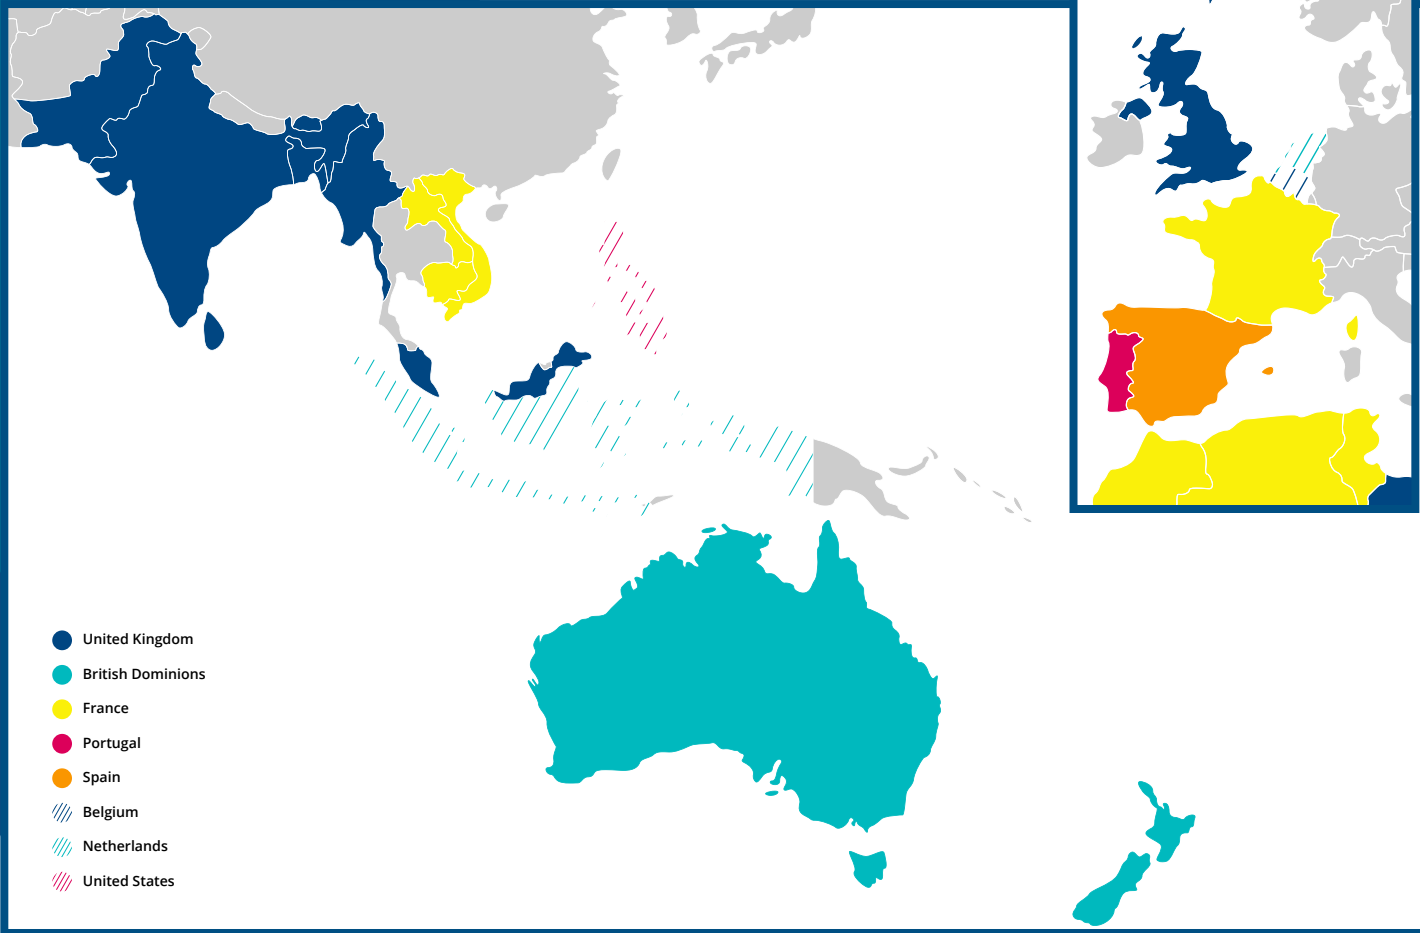 United Kingdom
British Dominions
France
Portugal
Spain
Belgium
Netherlands
United States